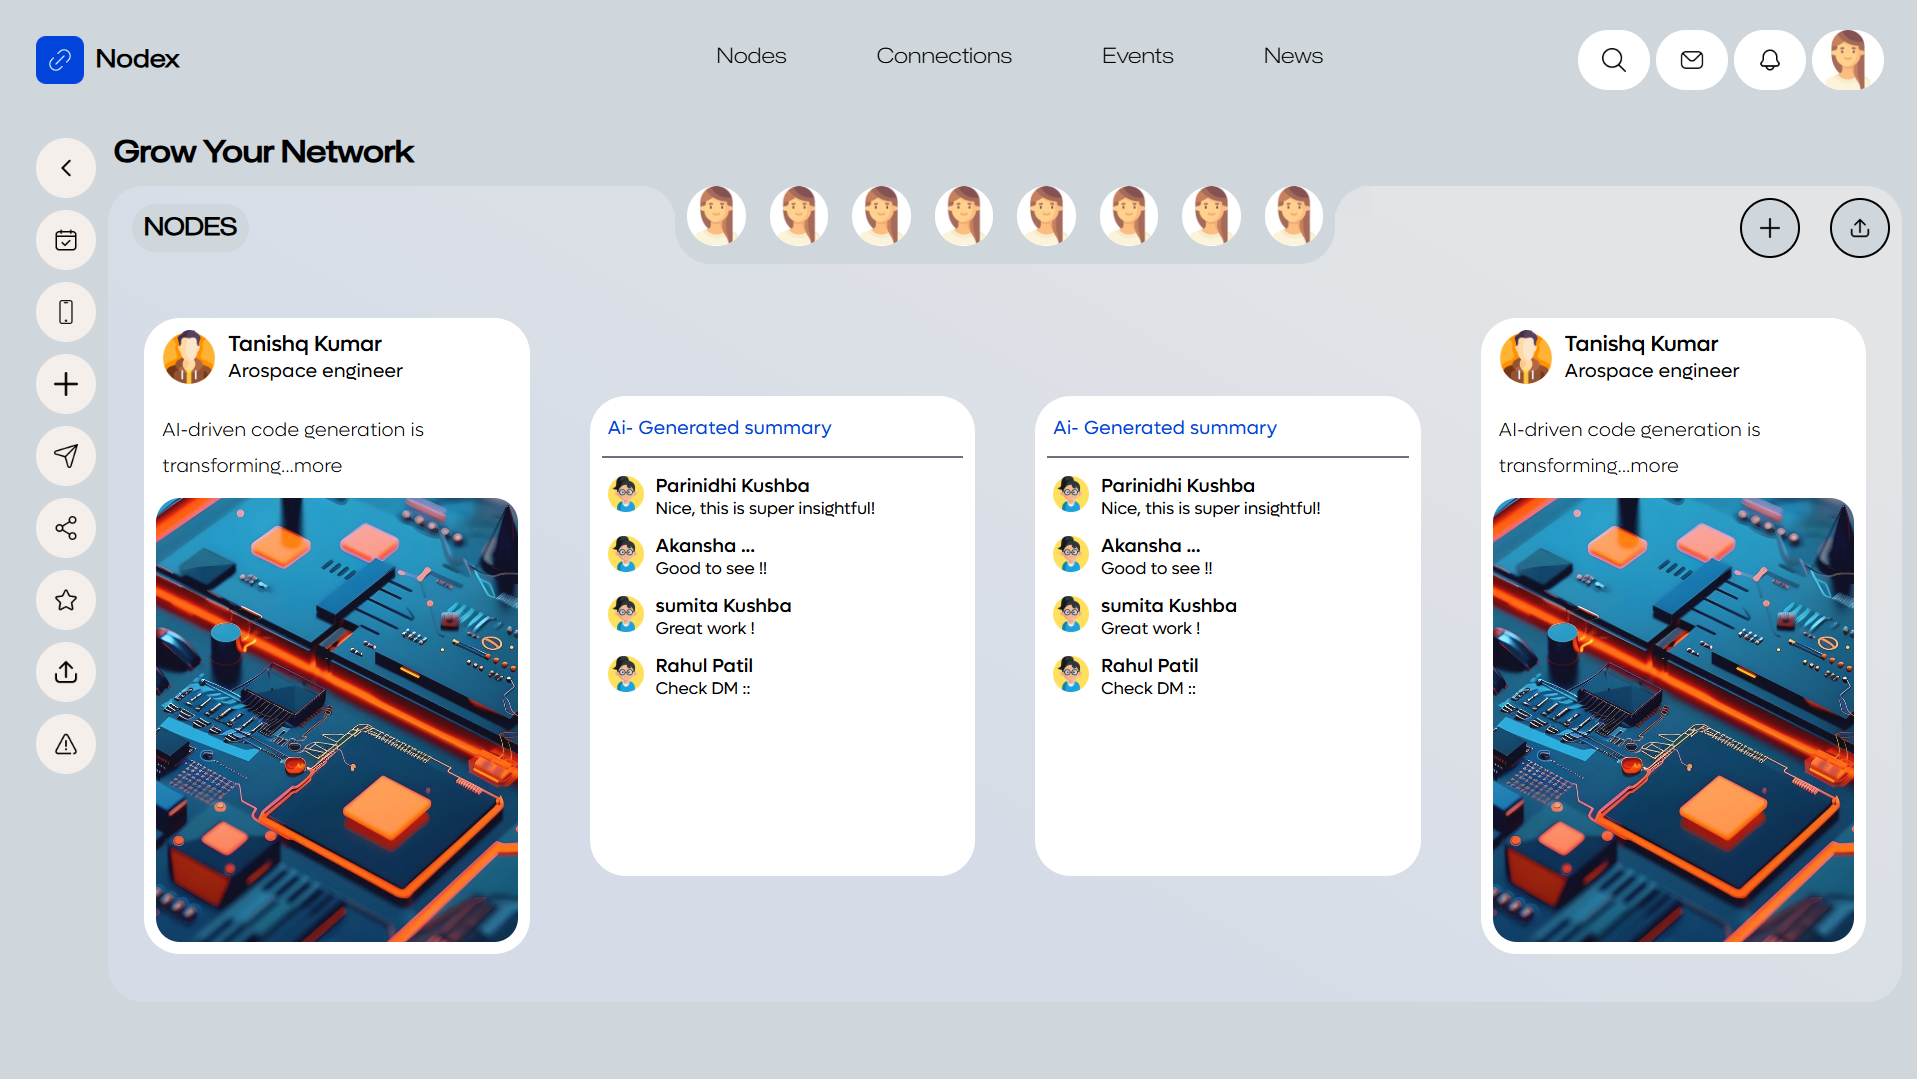 Nodex
Nodes
Connections
Events
News
Grow Your Network
NODES
Tanishq Kumar
Arospace engineer
AI-driven code generation is
transforming...more
Ai- Generated summary
Parinidhi Kushba
Nice, this is super insightful!
Akansha ...
Good to see !!
sumita Kushba
Great work !
Rahul Patil
Check DM ::
Ai- Generated summary
Parinidhi Kushba
Nice, this is super insightful!
Akansha ...
Good to see !!
sumita Kushba
Great work !
Rahul Patil
Check DM ::
Tanishq Kumar
Arospace engineer
AI-driven code generation is
transforming...more